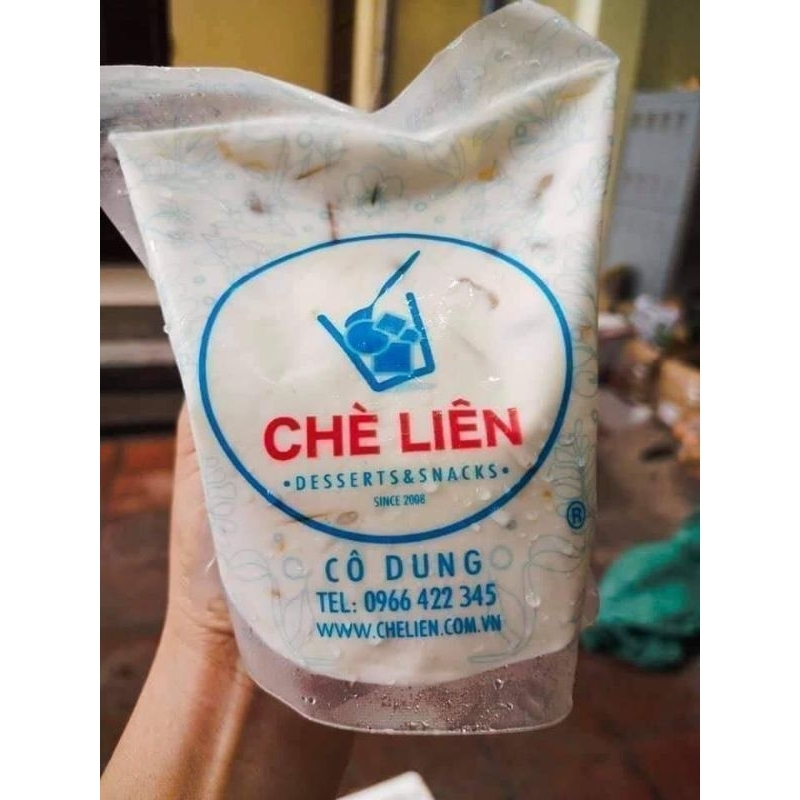 CHÈ LIÊN
•DESSERTS&SNACKS•
SINCE 2008
®
CÔ DUNG
TEL: 0966 422 345
WWW.CHELIEN.COM.VN